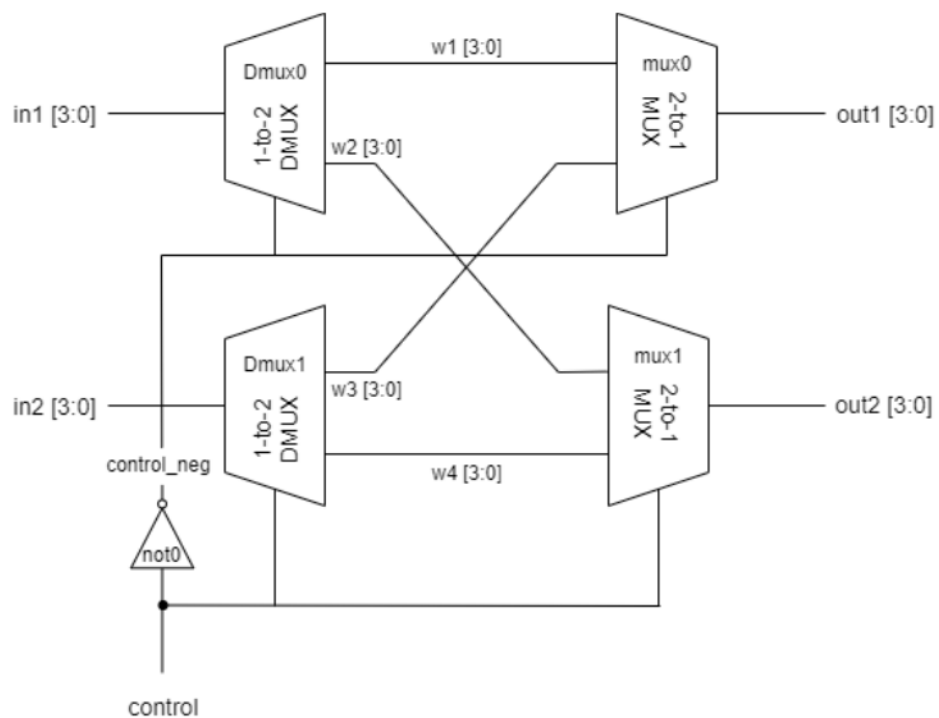 w1 [3:0]
Dmux0
mux0
in1 [3:0]
1-to-2
DMUX
2-to-1
MUX
out1 [3:0]
w2 [3:0]
Dmux1
mux1
w3 [3:0]
in2 [3:0]
1-to-2
DMUX
2-to-1
MUX
out2 [3:0]
control_neg
w4 [3:0]
not0
control